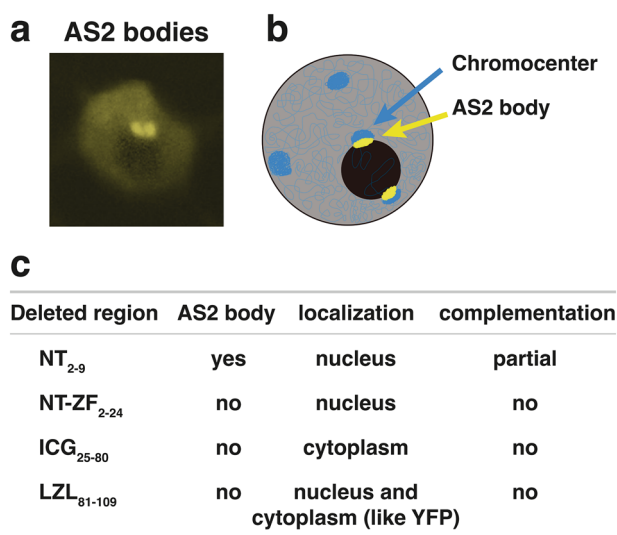 a AS2 bodies
b
Chromocenter
AS2 body
c
Deleted region AS2 body localization complementation
NT2-9 yes nucleus partial
NT-ZF2-24 no nucleus no
ICG25-80 no cytoplasm no
LZL81-109 no nucleus and no
cytoplasm (like YFP)